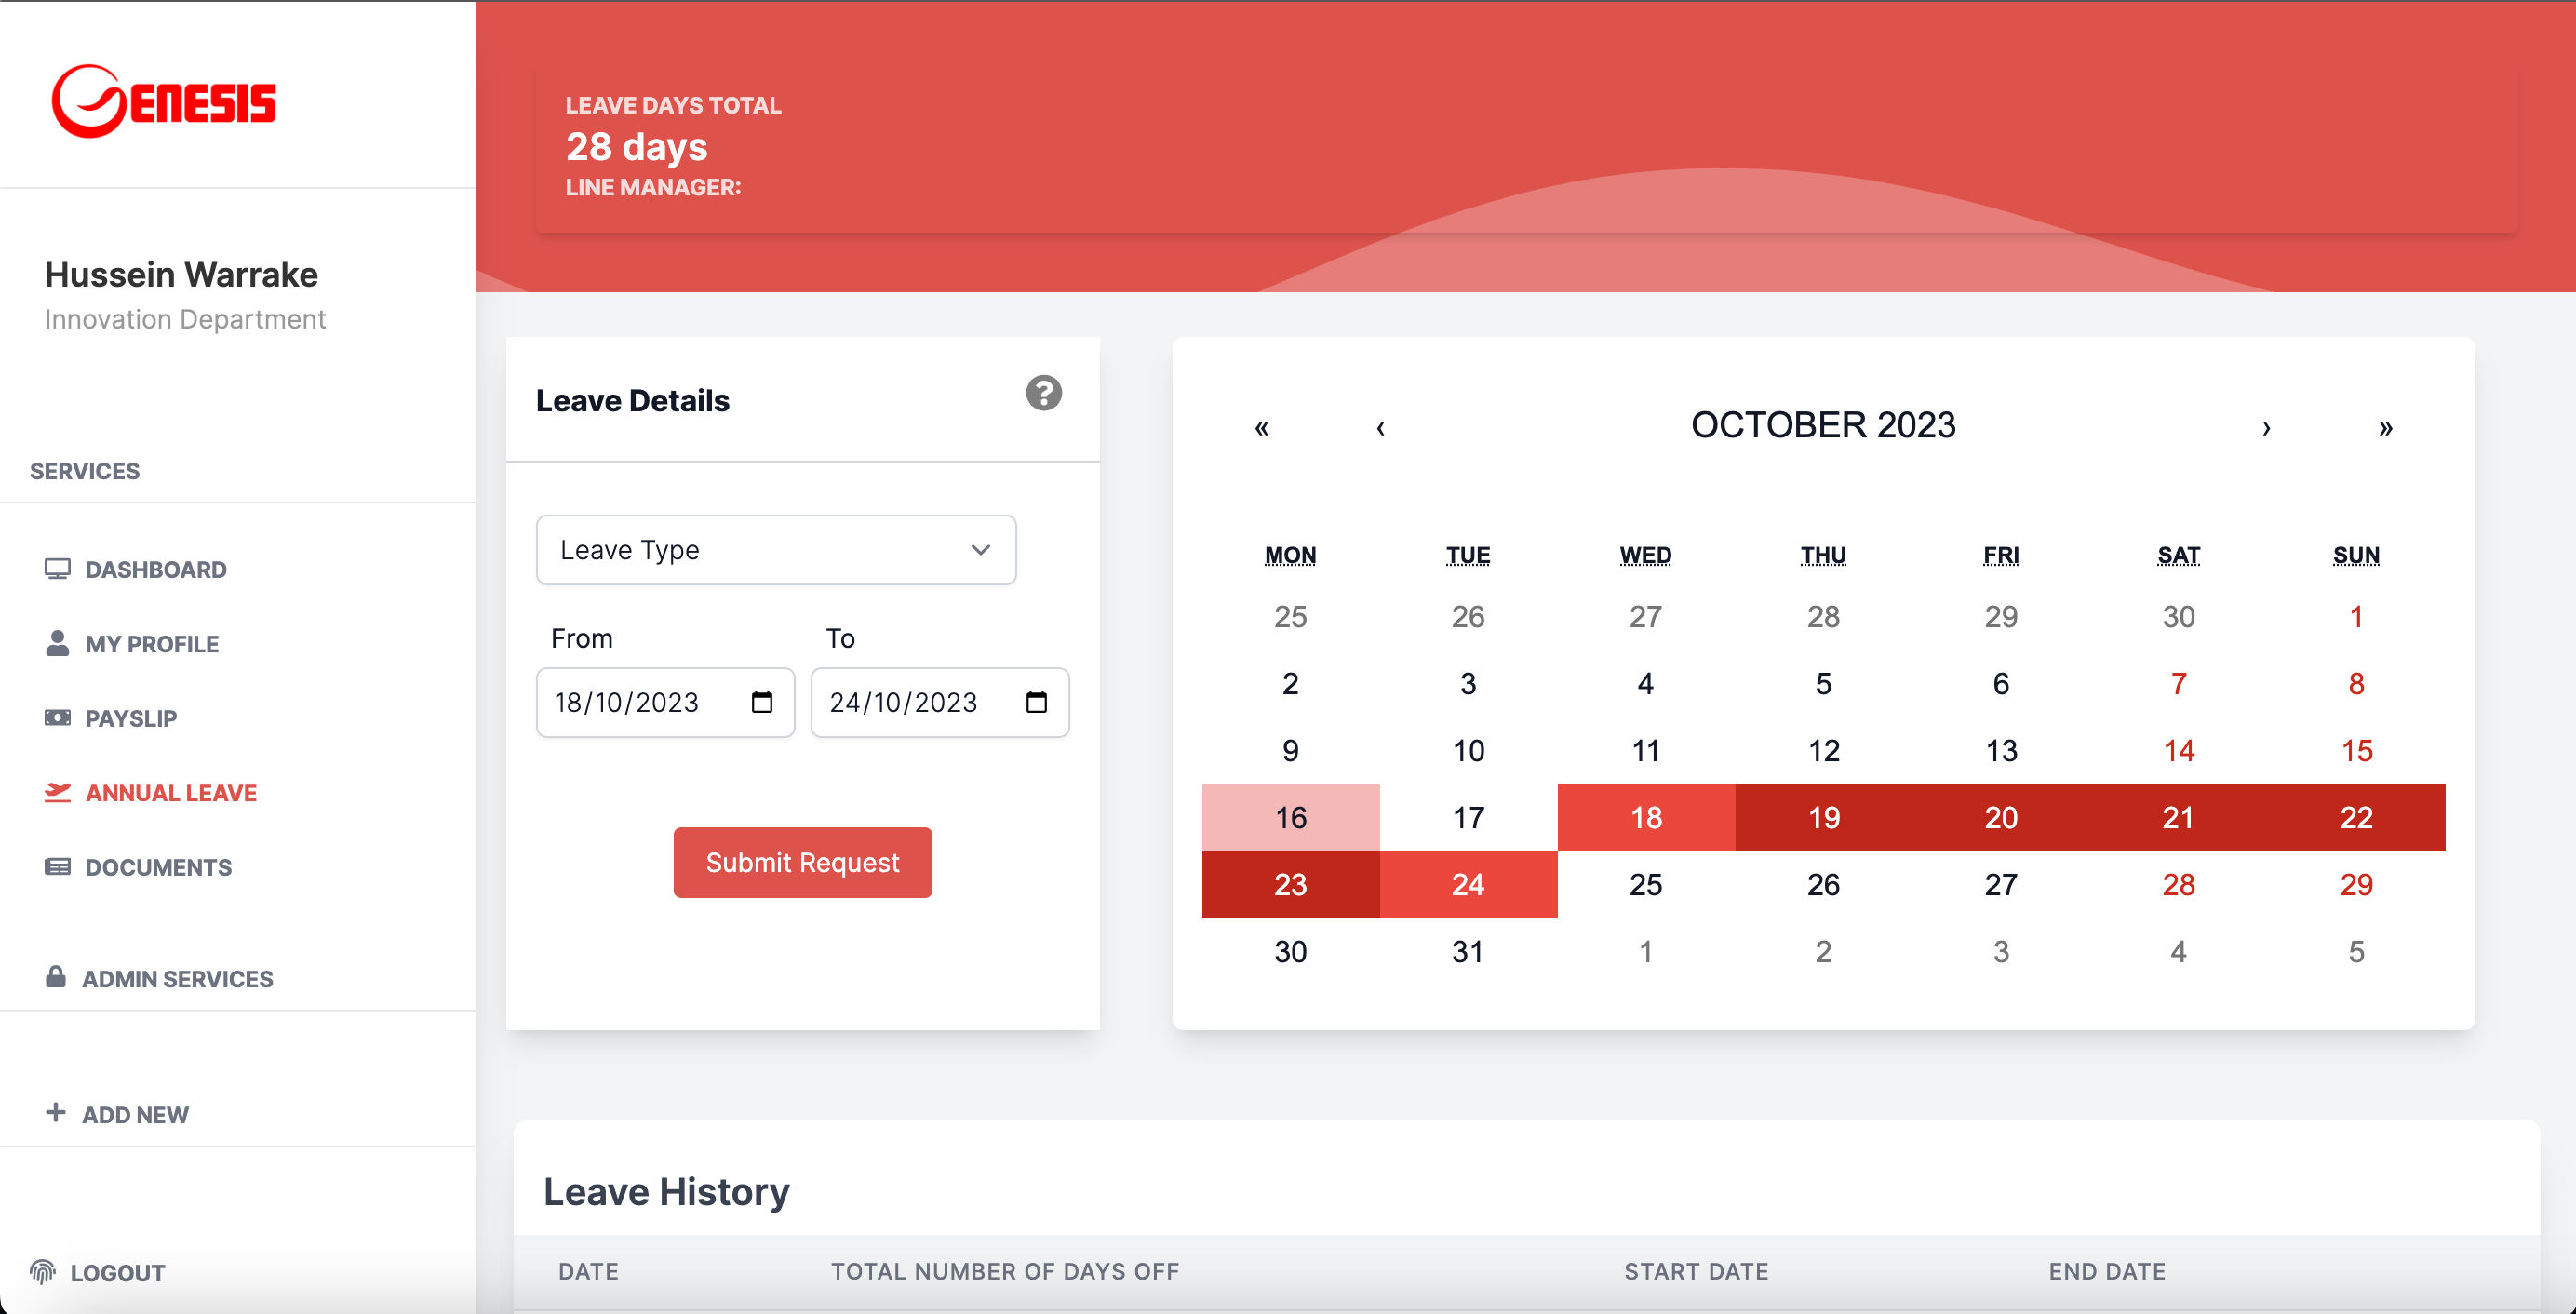 GENESIS
Hussein Warrake
Innovation Department
SERVICES
DASHBOARD
MY PROFILE
PAYSLIP
ANNUAL LEAVE
DOCUMENTS
ADMIN SERVICES
+ ADD NEW
LOGOUT
LEAVE DAYS TOTAL
28 days
LINE MANAGER:
Leave Details ?
Leave Type
From To
18/10/2023 24/10/2023
Submit Request
« ‹ OCTOBER 2023 › »
MON TUE WED THU FRI SAT SUN
25 26 27 28 29 30 1
2 3 4 5 6 7 8
9 10 11 12 13 14 15
16 17 18 19 20 21 22
23 24 25 26 27 28 29
30 31 1 2 3 4 5
Leave History
DATE TOTAL NUMBER OF DAYS OFF START DATE END DATE